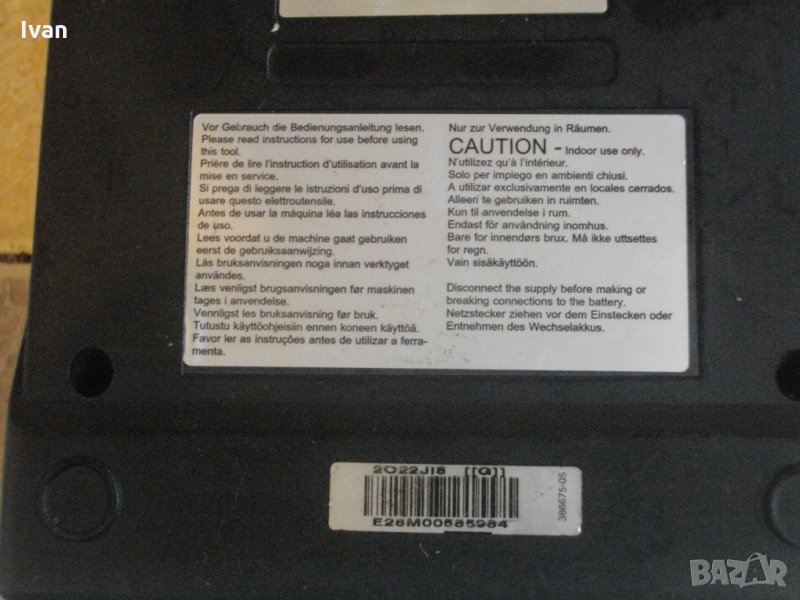 Ivan
Vor Gebrauch die Bedienungsanleitung lesen.
Please read instructions for use before using
this tool.
Prière de lire l'instruction d'utilisation avant la
mise en service.
Si prega di leggere le istruzioni d'uso prima di
usare questo elettroutensile.
Antes de usar la máquina léa las instrucciones
de uso.
Lees voordat u de machine gaat gebruiken
eerst de gebruiksaanwijzing.
Läs bruksanvisningen noga innan verktyget
användes.
Læs venligst brugsanvisningen før maskinen
tages i anvendelse.
Vennligst les bruksanvisning før bruk.
Tutustu käyttöohjeisiin ennen koneen käyttöä.
Favor ler as instruções antes de utilizar a ferra-
menta.
Nur zur Verwendung in Räumen.
CAUTION - Indoor use only.
N'utilizez qu'à l'intérieur.
Solo per impiego en ambienti chiusi.
A utilizar exclusivamente en locales cerrados.
Alleen te gebruiken in ruimten.
Kun til anvendelse i rum.
Endast för användning inomhus.
Bare for innendørs brux. Må ikke uttsettes
for regn.
Vain sisäkäyttöön.
Disconnect the supply before making or
breaking connections to the battery.
Netzstecker ziehen vor dem Einstecken oder
Entnehmen des Wechselakkus.
2022JI8 [[G]]
E28M00585984
386675-05
BAZAR